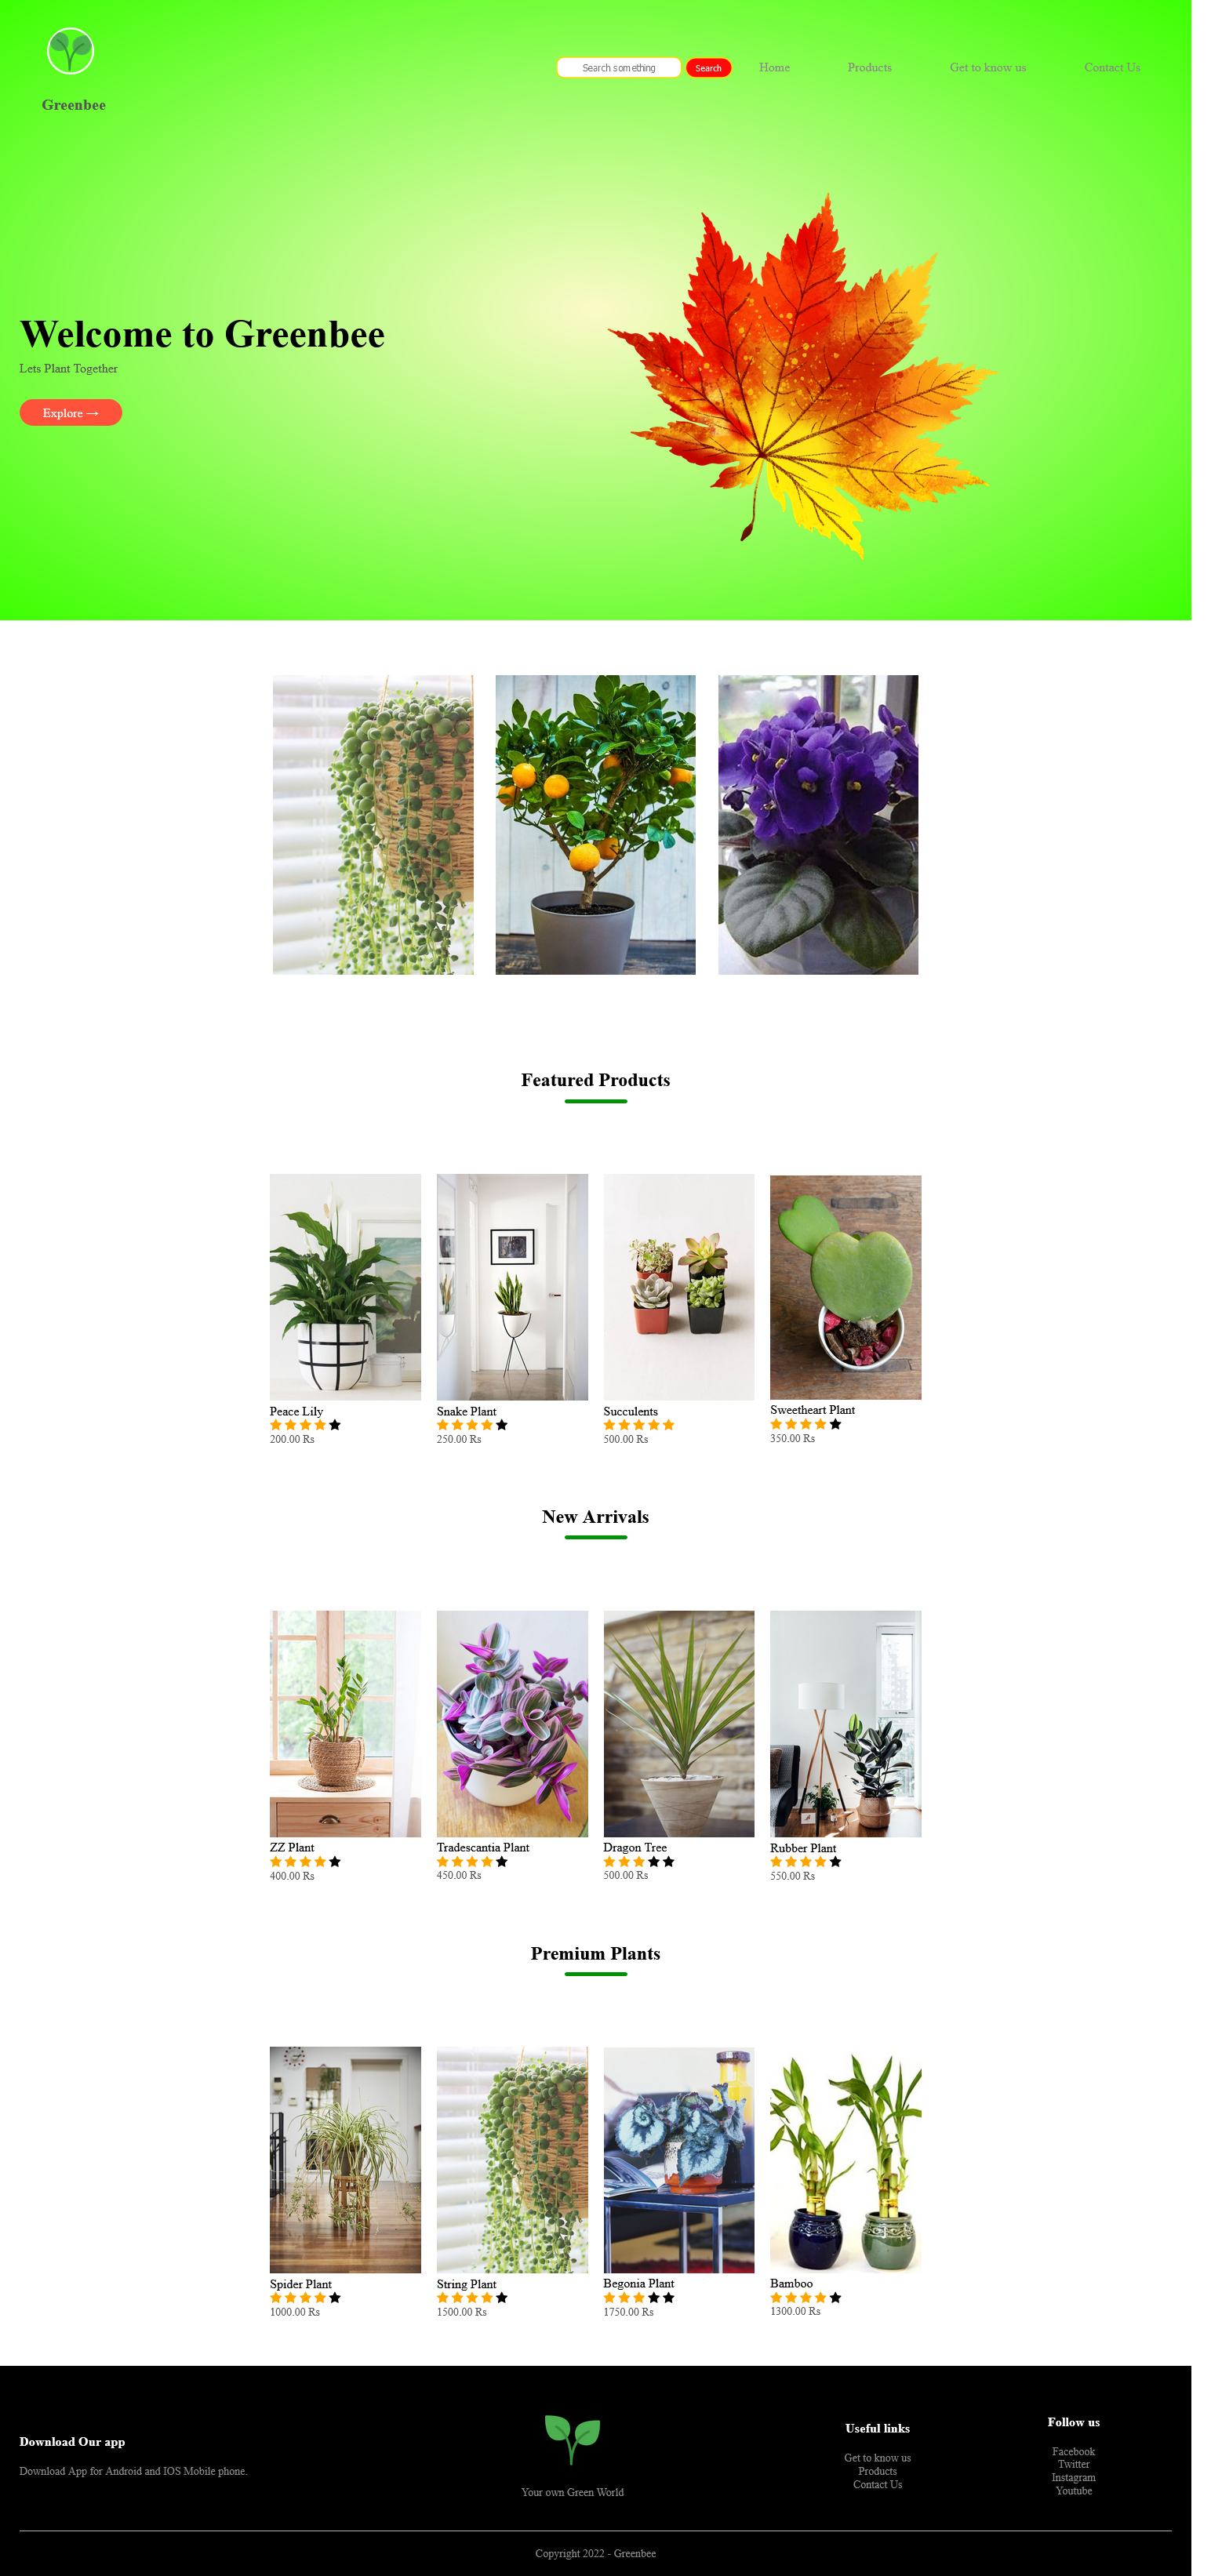 Greenbee
Search something
Search
Home
Products
Get to know us
Contact Us
Welcome to Greenbee
Lets Plant Together
Explore →
Featured Products
Peace Lily
200.00 Rs
Snake Plant
250.00 Rs
Succulents
500.00 Rs
Sweetheart Plant
350.00 Rs
New Arrivals
ZZ Plant
400.00 Rs
Tradescantia Plant
450.00 Rs
Dragon Tree
500.00 Rs
Rubber Plant
550.00 Rs
Premium Plants
Spider Plant
1000.00 Rs
String Plant
1500.00 Rs
Begonia Plant
1750.00 Rs
Bamboo
1300.00 Rs
Download Our app
Download App for Android and IOS Mobile phone.
Your own Green World
Useful links
Get to know us
Products
Contact Us
Follow us
Facebook
Twitter
Instagram
Youtube
Copyright 2022 - Greenbee